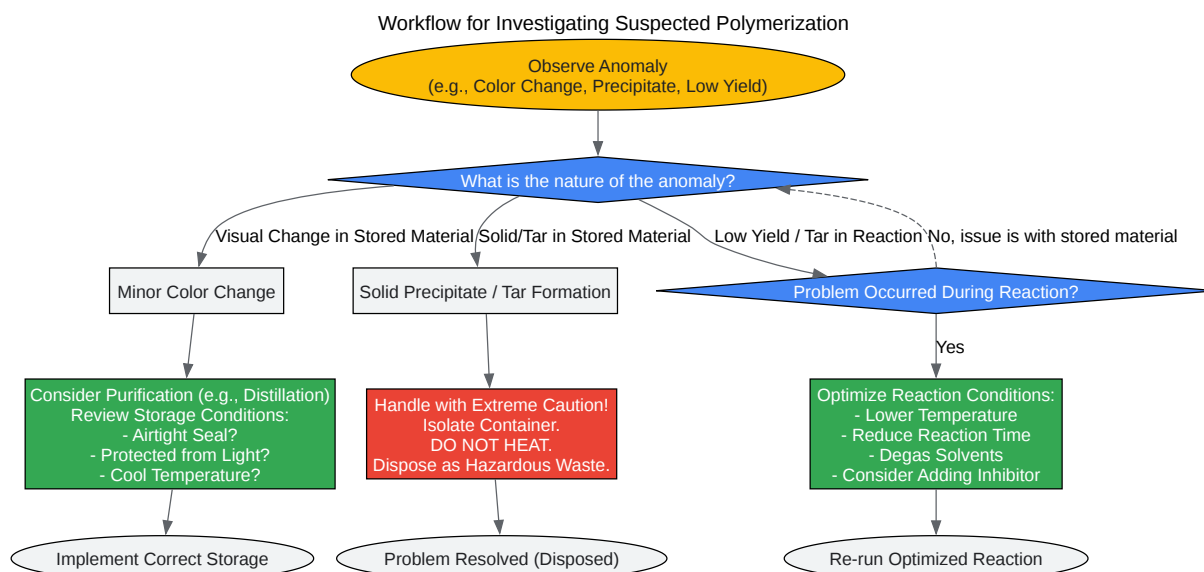 Workflow for Investigating Suspected Polymerization
Observe Anomaly
(e.g., Color Change, Precipitate, Low Yield)
What is the nature of the anomaly?
Visual Change in Stored Material
Solid/Tar in Stored Material
Low Yield / Tar in Reaction
No, issue is with stored material
Minor Color Change
Solid Precipitate / Tar Formation
Problem Occurred During Reaction?
Yes
Consider Purification (e.g., Distillation)
Review Storage Conditions:
- Airtight Seal?
- Protected from Light?
- Cool Temperature?
Handle with Extreme Caution!
Isolate Container.
DO NOT HEAT.
Dispose as Hazardous Waste.
Optimize Reaction Conditions:
- Lower Temperature
- Reduce Reaction Time
- Degas Solvents
- Consider Adding Inhibitor
Implement Correct Storage
Problem Resolved (Disposed)
Re-run Optimized Reaction